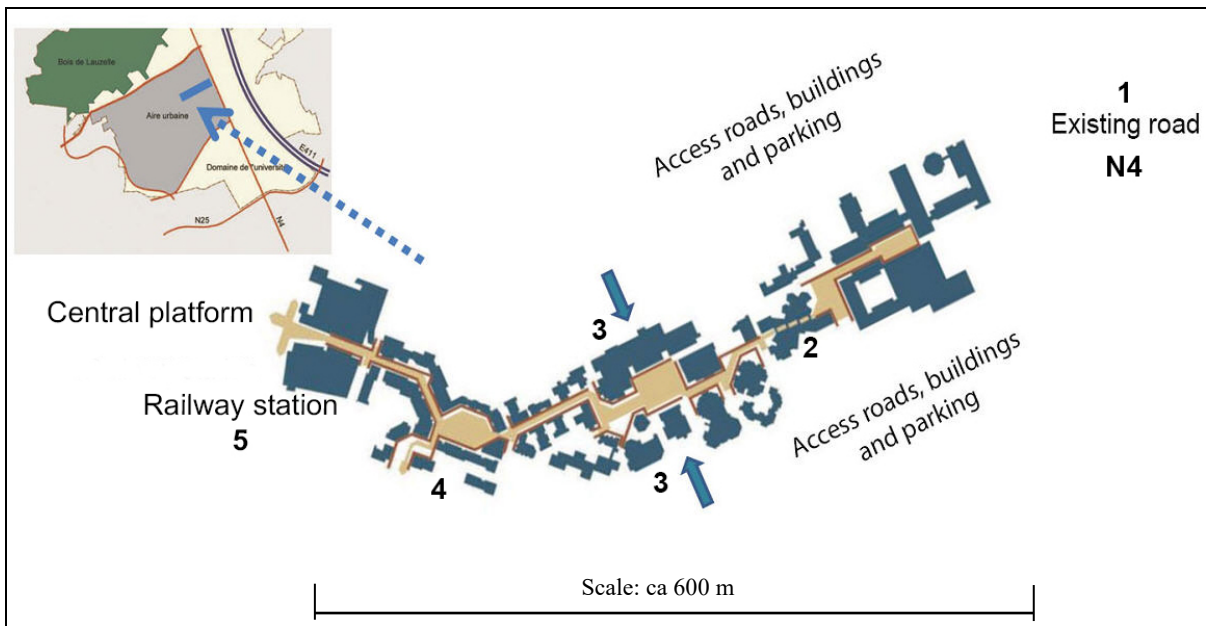 Bois de Lauzelle
Aire urbaine
E411
Domaine de l'université
N25
N4
Access roads, buildings
and parking
1
Existing road
N4
Central platform
3
2
Railway station
5
Access roads, buildings
and parking
4
3
Scale: ca 600 m